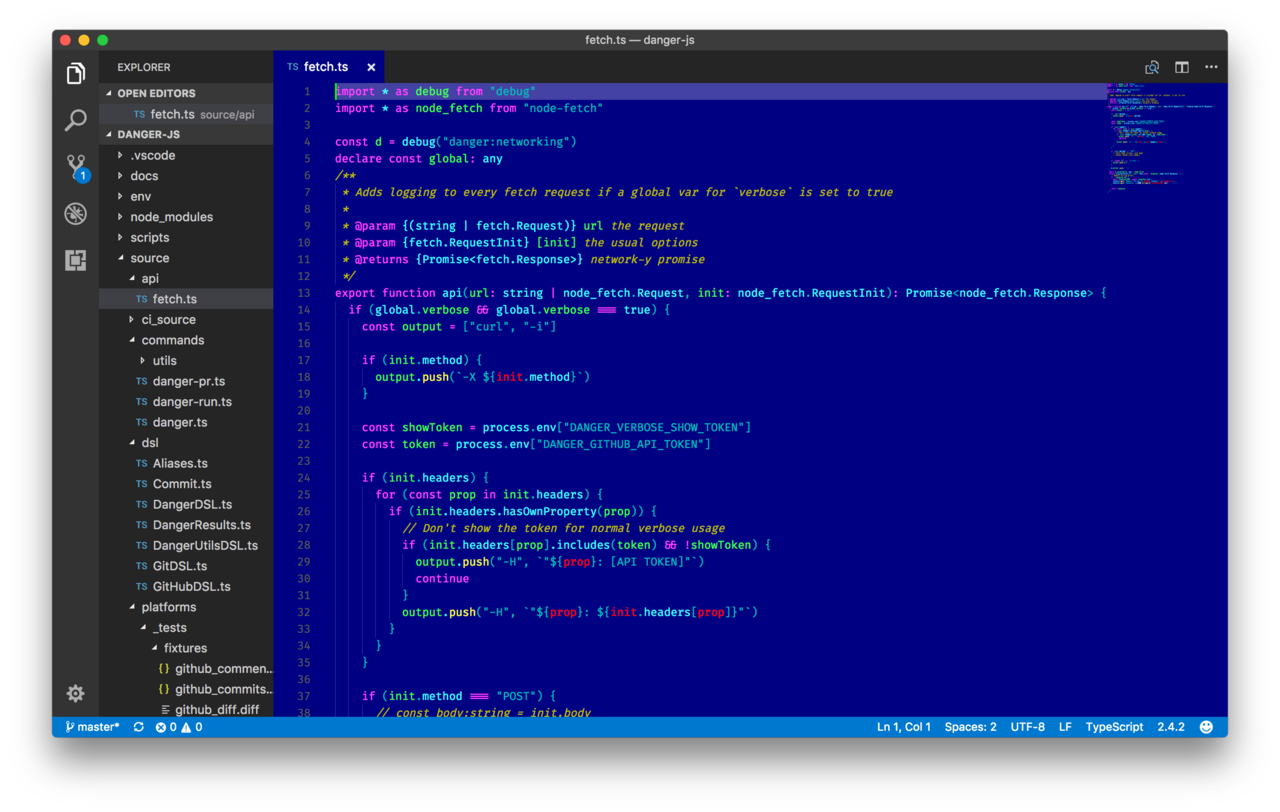 fetch.ts — danger-js
EXPLORER
OPEN EDITORS
TS fetch.ts source/api
DANGER-JS
.vscode
docs
env
node_modules
scripts
source
api
TS fetch.ts
ci_source
commands
utils
TS danger-pr.ts
TS danger-run.ts
TS danger.ts
dsl
TS Aliases.ts
TS Commit.ts
TS DangerDSL.ts
TS DangerResults.ts
TS DangerUtilsDSL.ts
TS GitDSL.ts
TS GitHubDSL.ts
platforms
_tests
fixtures
{} github_commen...
{} github_commits...
github_diff.diff
1
TS fetch.ts ×
1 import * as debug from "debug"
2 import * as node_fetch from "node-fetch"
3
4 const d = debug("danger:networking")
5 declare const global: any
6 /**
7 * Adds logging to every fetch request if a global var for `verbose` is set to true
8 *
9 * @param {(string | fetch.Request)} url the request
10 * @param {fetch.RequestInit} [init] the usual options
11 * @returns {Promise<fetch.Response>} network-y promise
12 */
13 export function api(url: string | node_fetch.Request, init: node_fetch.RequestInit): Promise<node_fetch.Response> {
14 if (global.verbose && global.verbose === true) {
15 const output = ["curl", "-i"]
16
17 if (init.method) {
18 output.push(`-X ${init.method}`)
19 }
20
21 const showToken = process.env["DANGER_VERBOSE_SHOW_TOKEN"]
22 const token = process.env["DANGER_GITHUB_API_TOKEN"]
23
24 if (init.headers) {
25 for (const prop in init.headers) {
26 if (init.headers.hasOwnProperty(prop)) {
27 // Don't show the token for normal verbose usage
28 if (init.headers[prop].includes(token) && !showToken) {
29 output.push("-H", `"${prop}: [API TOKEN]"`)
30 continue
31 }
32 output.push("-H", `"${prop}: ${init.headers[prop]}"`)
33 }
34 }
35 }
36
37 if (init.method === "POST") {
38 // const body:string = init.body
master* 0 0
Ln 1, Col 1 Spaces: 2 UTF-8 LF TypeScript 2.4.2